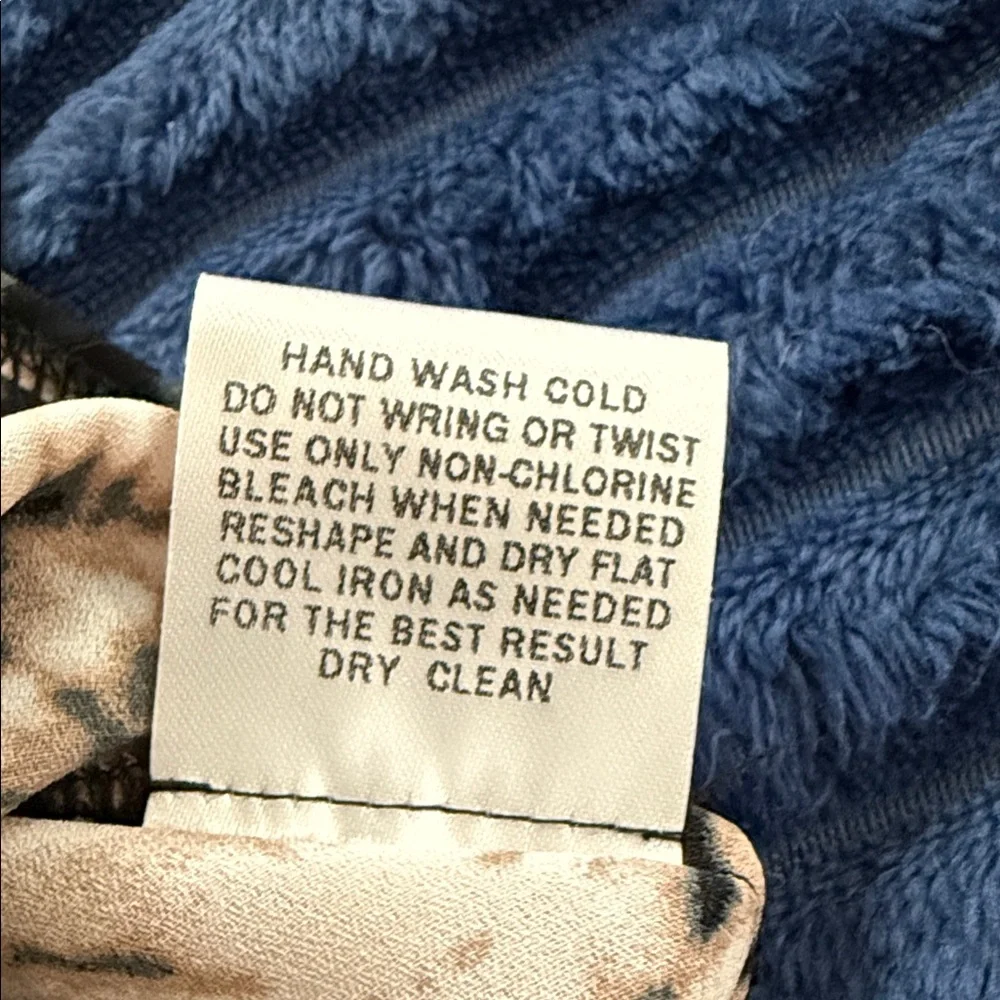 HAND WASH COLD
DO NOT WRING OR TWIST
USE ONLY NON-CHLORINE
BLEACH WHEN NEEDED
RESHAPE AND DRY FLAT
COOL IRON AS NEEDED
FOR THE BEST RESULT
DRY CLEAN